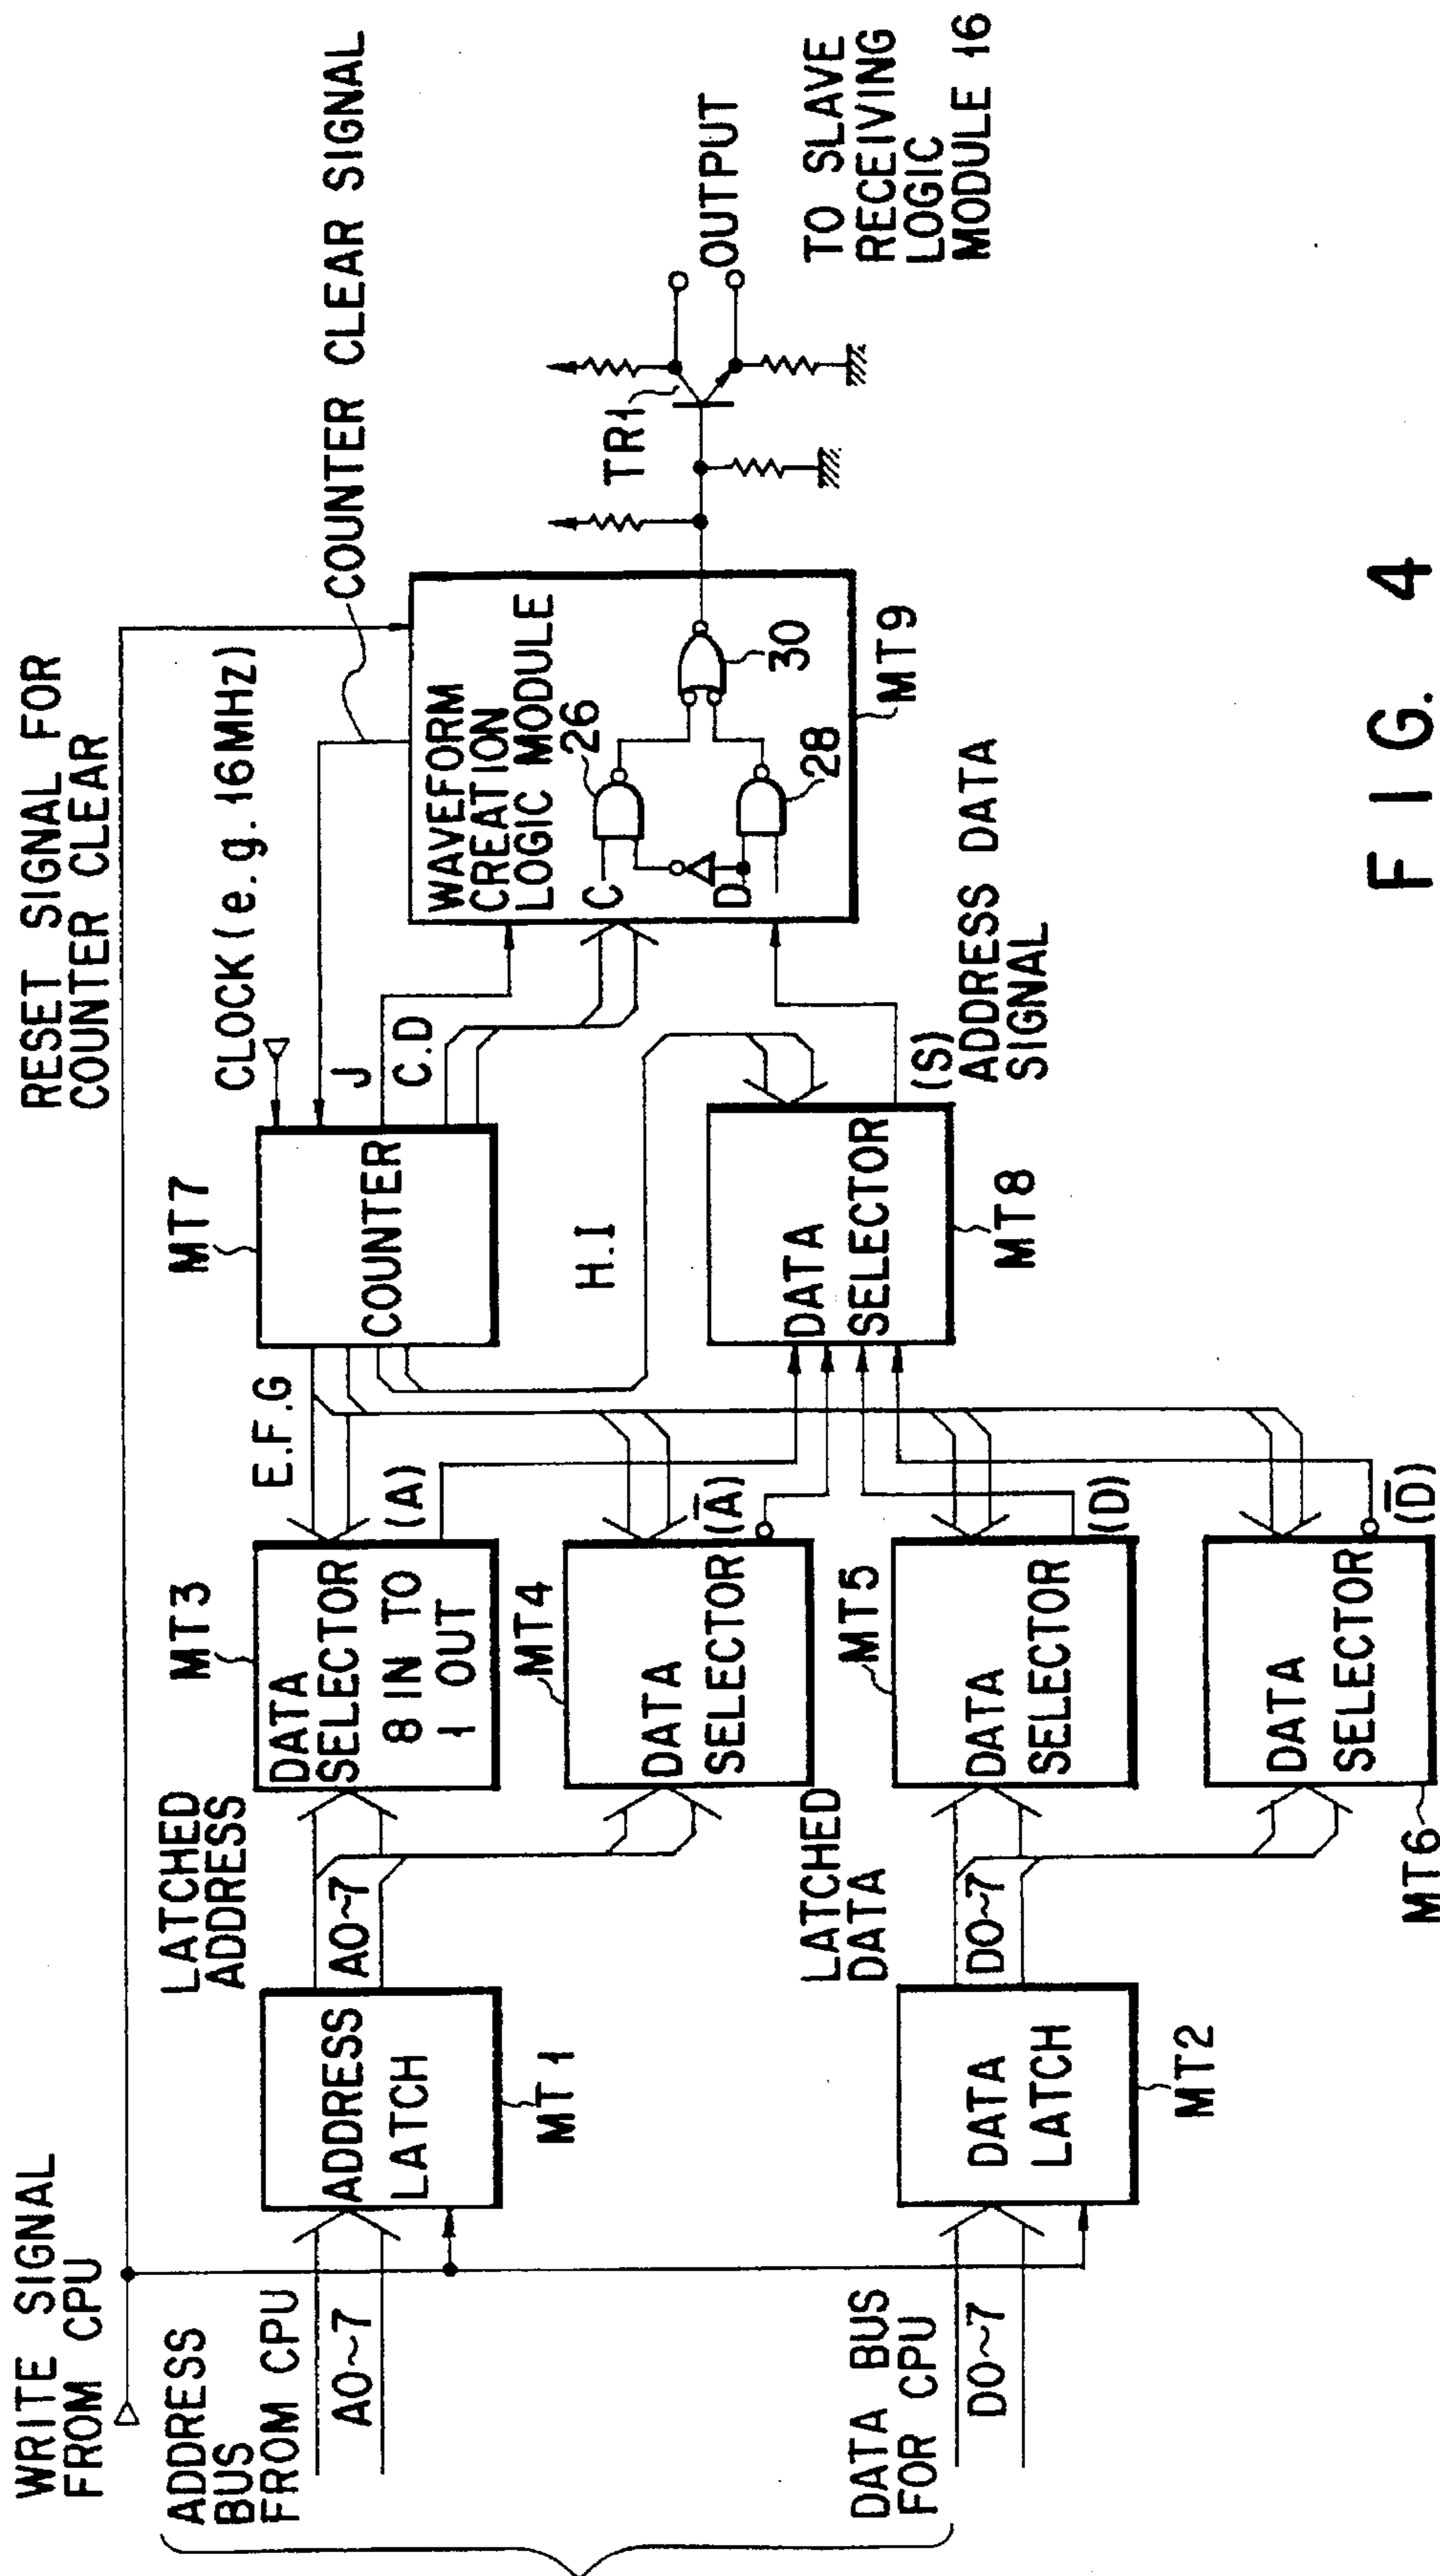 WRITE SIGNAL
FROM CPU
RESET SIGNAL FOR
COUNTER CLEAR
ADDRESS
BUS
FROM CPU
A0~7
ADDRESS
LATCH
MT1
LATCHED
ADDRESS
A0~7
MT3
DATA
SELECTOR
8 IN TO
1 OUT
(A)
E.F.G
MT7
COUNTER
CLOCK (e.g. 16MHz)
J
C.D
H.I
COUNTER CLEAR SIGNAL
WAVEFORM
CREATION
LOGIC MODULE
26
C
D
28
30
MT9
TR1
OUTPUT
TO SLAVE
RECEIVING
LOGIC
MODULE 16
MT4
DATA
SELECTOR
(A̅)
DATA
SELECTOR
MT8
(S)
ADDRESS DATA
SIGNAL
DATA BUS
FOR CPU
D0~7
DATA
LATCH
MT2
LATCHED
DATA
D0~7
MT5
DATA
SELECTOR
(D)
DATA
SELECTOR
MT6
(D̅)
FIG. 4